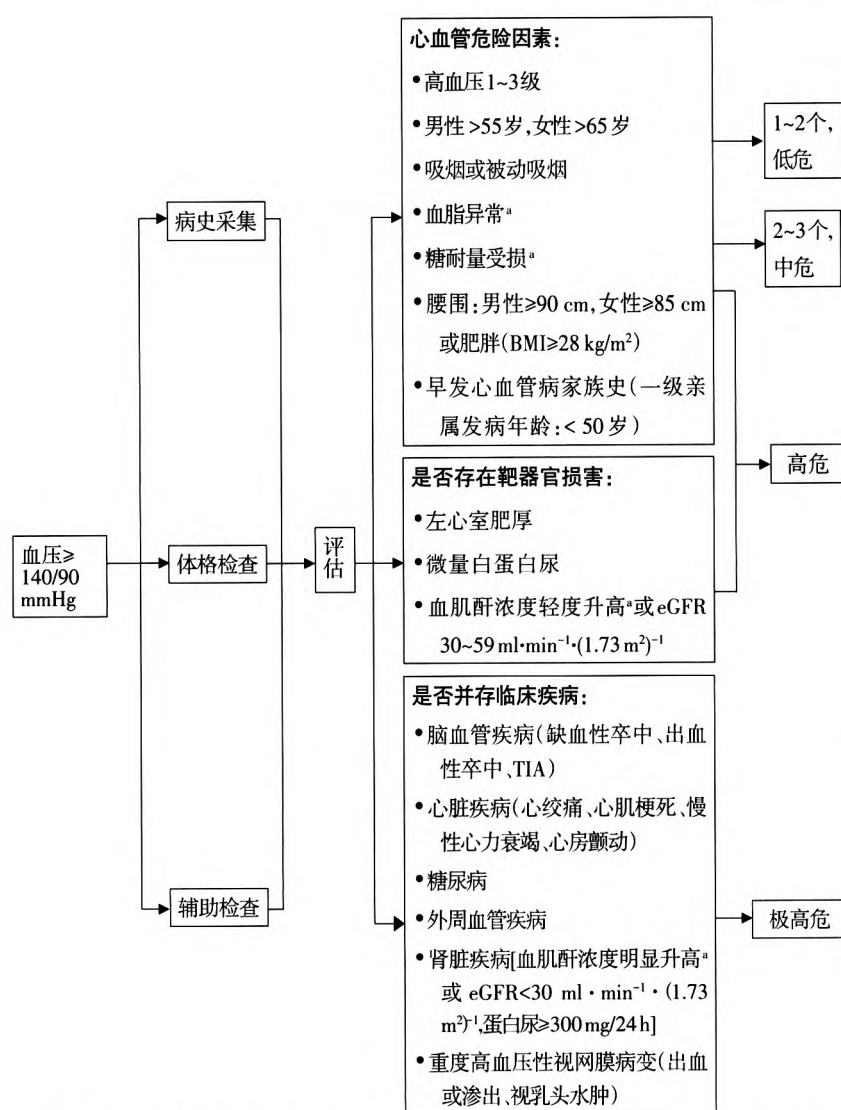 血压≥
140/90
mmHg
病史采集
体格检查
辅助检查
评
估
心血管危险因素：
•高血压1~3级
•男性>55岁,女性>65岁
•吸烟或被动吸烟
•血脂异常ᵃ
•糖耐量受损ᵃ
•腰围:男性≥90 cm,女性≥85 cm
或肥胖(BMI≥28 kg/m²)
•早发心血管病家族史(一级亲
属发病年龄:< 50岁)
是否存在靶器官损害：
•左心室肥厚
•微量白蛋白尿
•血肌酐浓度轻度升高ᵃ或eGFR
30~59 ml·min⁻¹·(1.73 m²)⁻¹
是否并存临床疾病：
•脑血管疾病(缺血性卒中、出血
性卒中、TIA)
•心脏疾病(心绞痛、心肌梗死、慢
性心力衰竭、心房颤动)
•糖尿病
•外周血管疾病
•肾脏疾病[血肌酐浓度明显升高ᵃ
或 eGFR<30 ml·min⁻¹·(1.73
m²)⁻¹,蛋白尿≥300 mg/24 h]
•重度高血压性视网膜病变(出血
或渗出、视乳头水肿)
1~2个,
低危
2~3个,
中危
高危
极高危